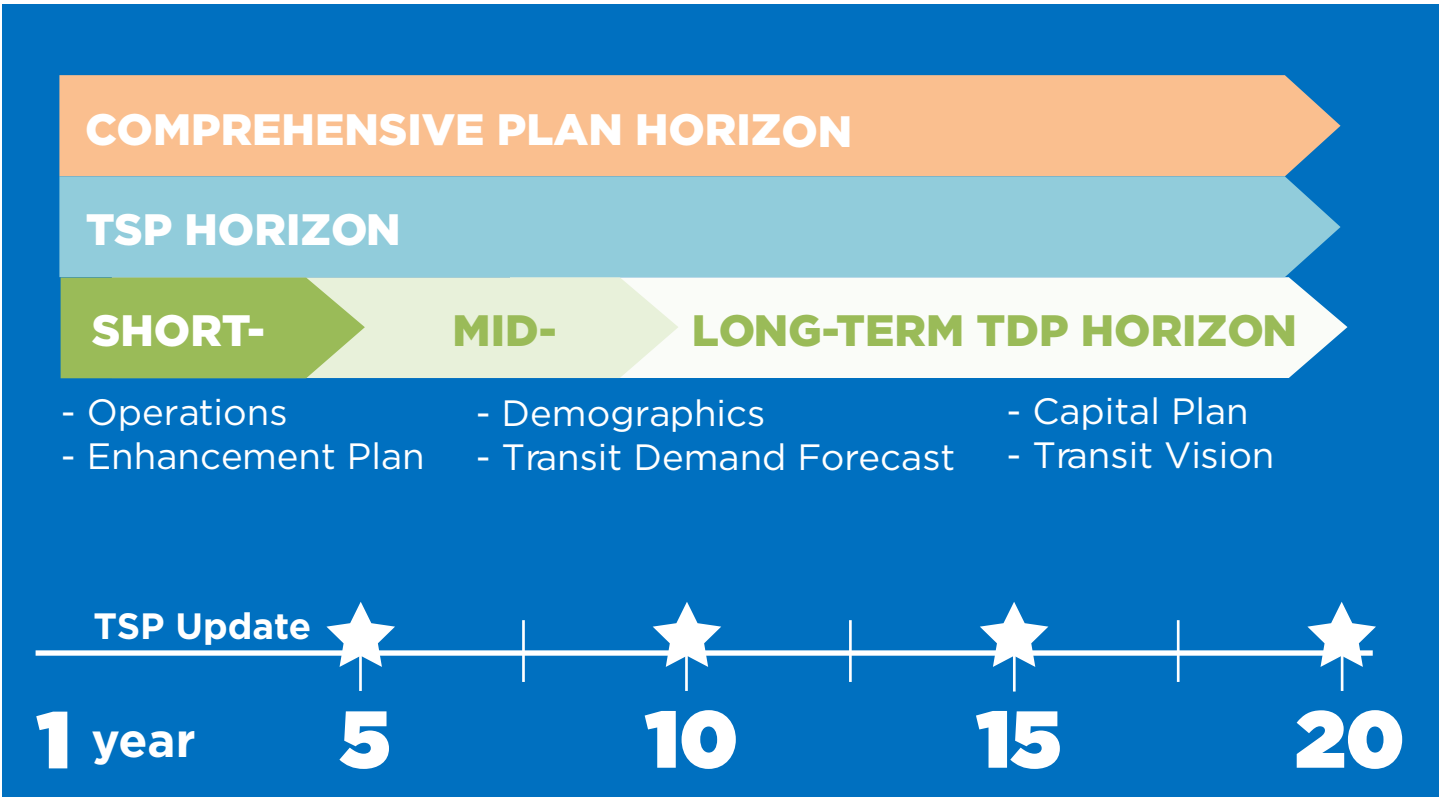 COMPREHENSIVE PLAN HORIZON
TSP HORIZON
SHORT- MID- LONG-TERM TDP HORIZON
- Operations
- Enhancement Plan
- Demographics
- Transit Demand Forecast
- Capital Plan
- Transit Vision
TSP Update
1 year 5 10 15 20